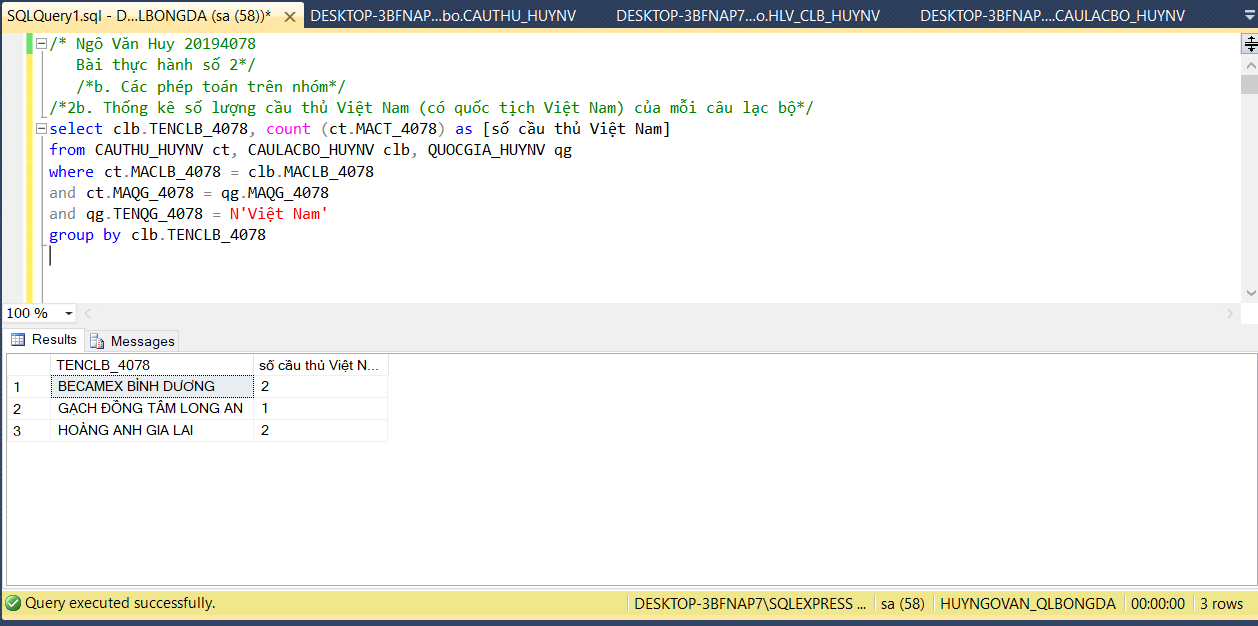 SQLQuery1.sql - D...LBONGDA (sa (58))* DESKTOP-3BFNAP...bo.CAUTHU_HUYNV DESKTOP-3BFNAP7...o.HLV_CLB_HUYNV DESKTOP-3BFNAP....CAULACBO_HUYNV
/* Ngô Văn Huy 20194078
Bài thực hành số 2*/
/*b. Các phép toán trên nhóm*/
/*2b. Thống kê số lượng cầu thủ Việt Nam (có quốc tịch Việt Nam) của mỗi câu lạc bộ*/
select clb.TENCLB_4078, count (ct.MACT_4078) as [số cầu thủ Việt Nam]
from CAUTHU_HUYNV ct, CAULACBO_HUYNV clb, QUOCGIA_HUYNV qg
where ct.MACLB_4078 = clb.MACLB_4078
and ct.MAQG_4078 = qg.MAQG_4078
and qg.TENQG_4078 = N'Việt Nam'
group by clb.TENCLB_4078
100 %
Results Messages
TENCLB_4078 số cầu thủ Việt N...
1 BECAMEX BÌNH DƯƠNG 2
2 GẠCH ĐỒNG TÂM LONG AN 1
3 HOÀNG ANH GIA LAI 2
Query executed successfully. DESKTOP-3BFNAP7\SQLEXPRESS ... sa (58) HUYNGOVAN_QLBONGDA 00:00:00 3 rows